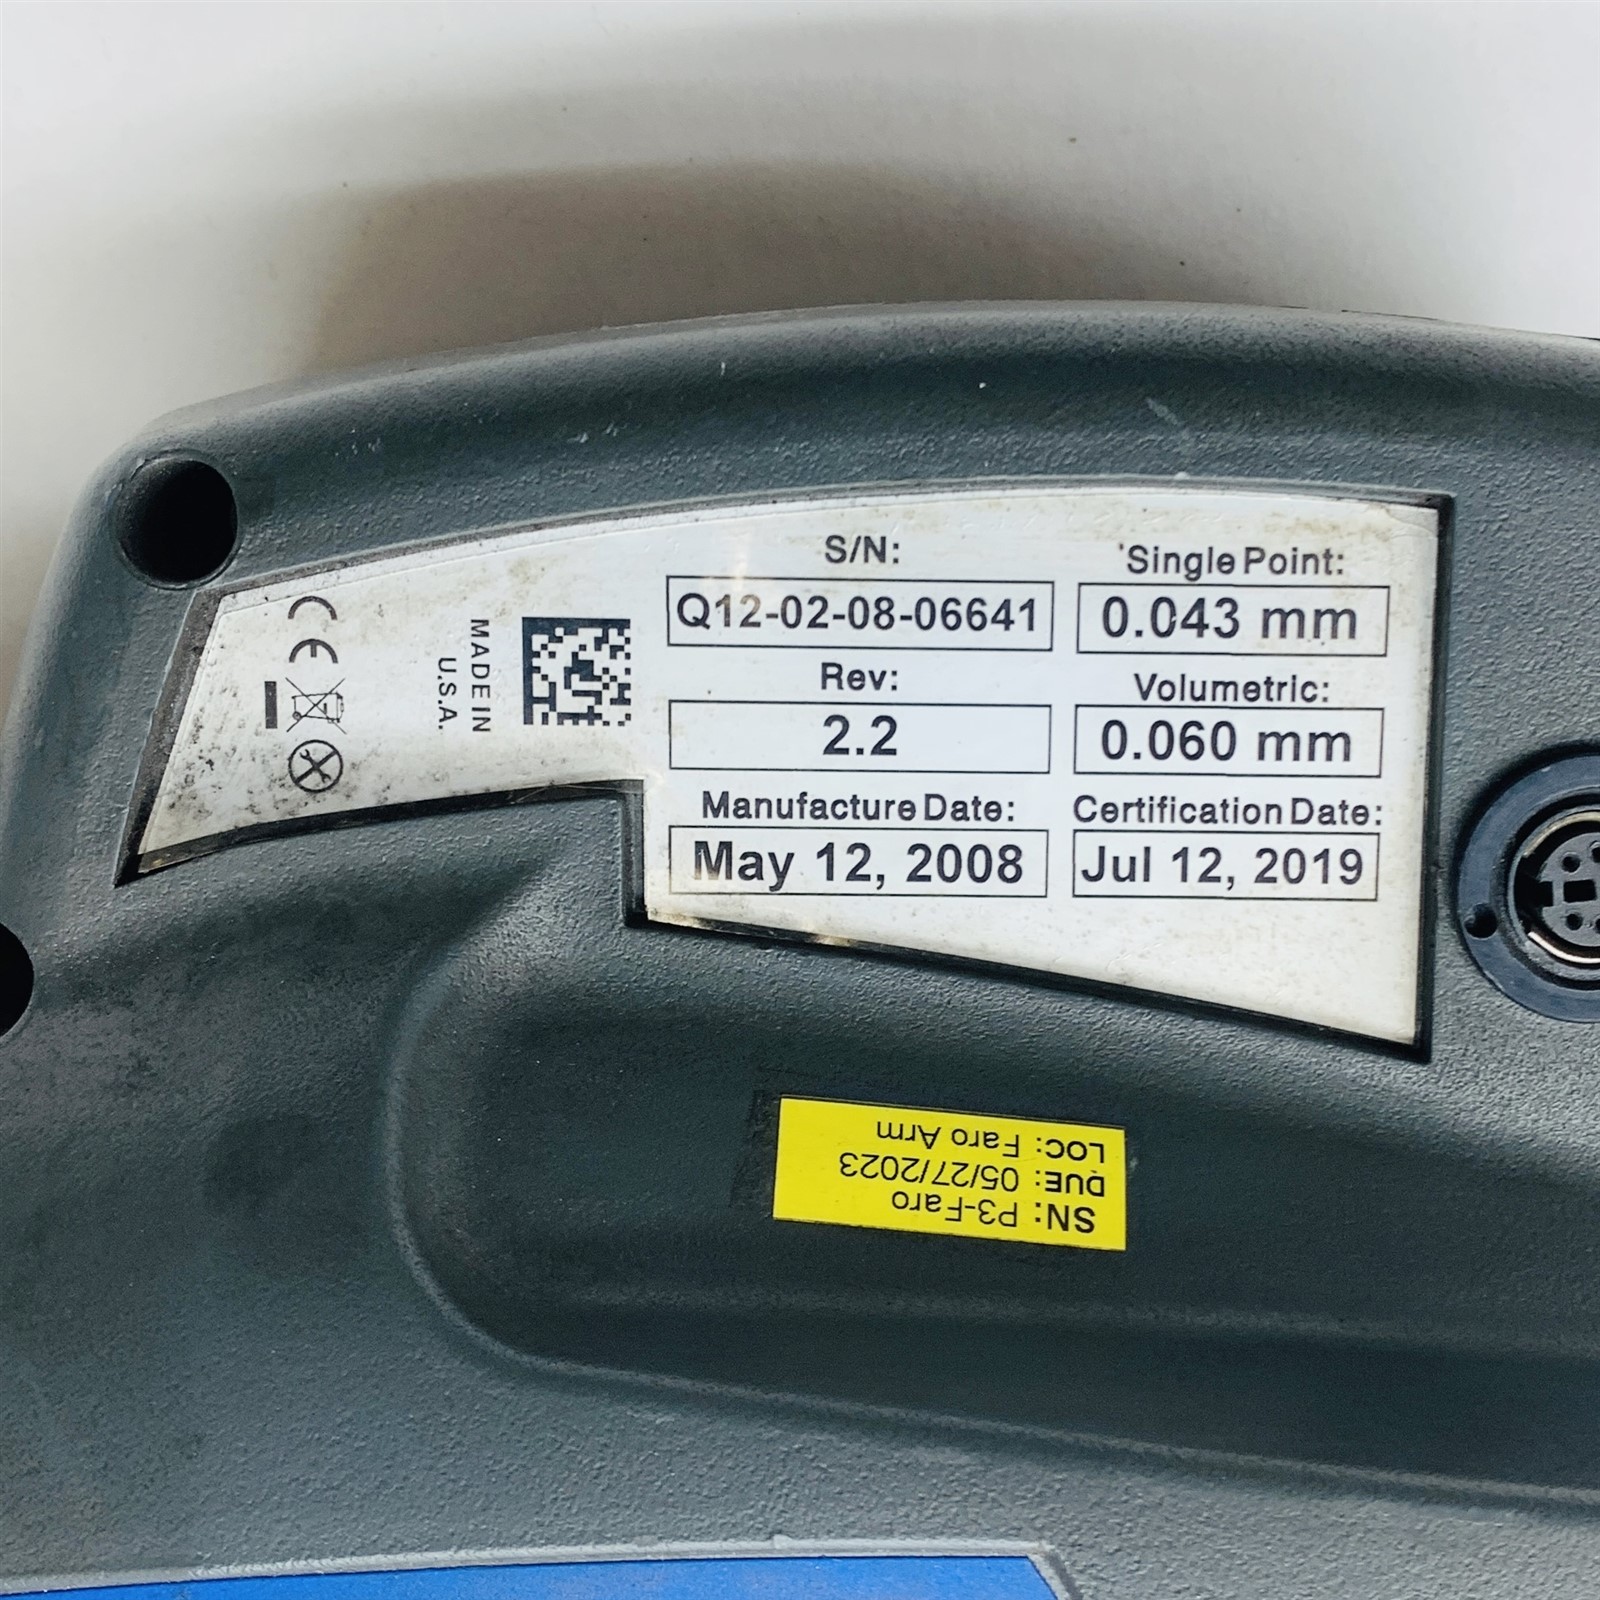 S/N:
Q12-02-08-06641
Single Point:
0.043 mm
Rev:
2.2
Volumetric:
0.060 mm
Manufacture Date:
May 12, 2008
Certification Date:
Jul 12, 2019
MADE IN
U.S.A.
CE
SN: P3-Faro
DUE: 05/27/2023
LOC: Faro Arm